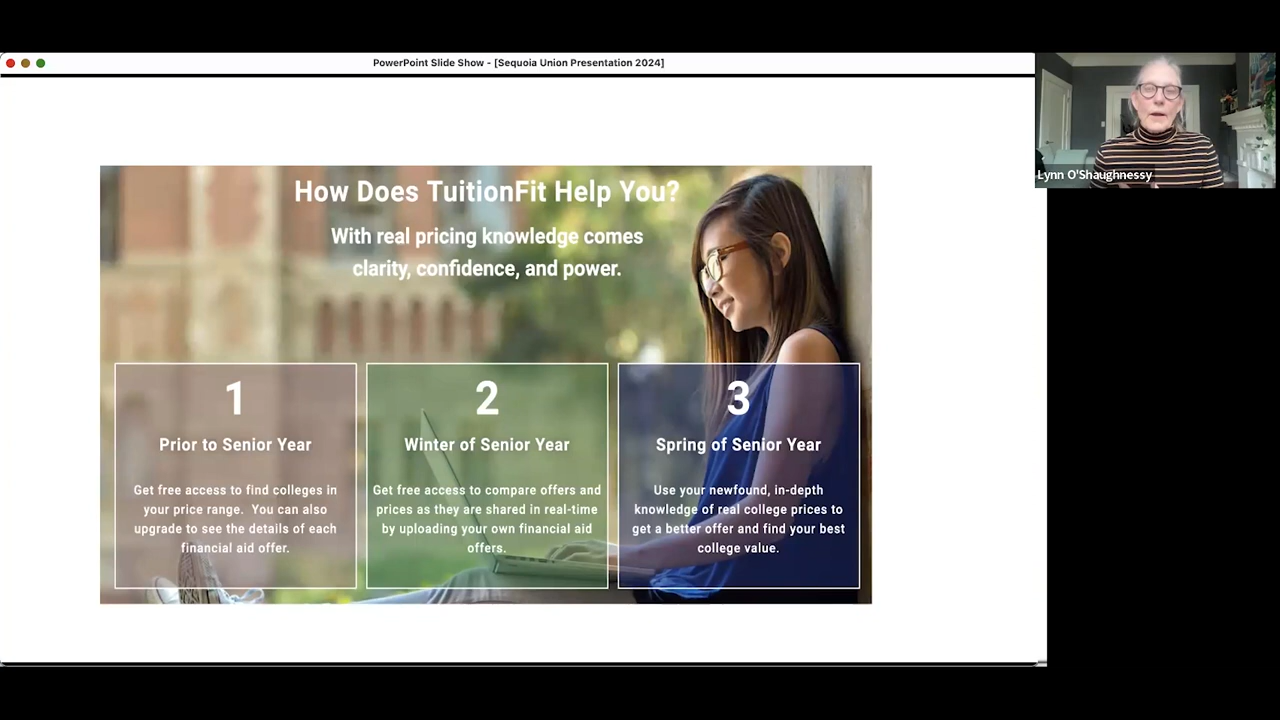 PowerPoint Slide Show - [Sequoia Union Presentation 2024]
Lynn O'Shaughnessy
How Does TuitionFit Help You?
With real pricing knowledge comes
clarity, confidence, and power.
1
Prior to Senior Year
Get free access to find colleges in
your price range. You can also
upgrade to see the details of each
financial aid offer.
2
Winter of Senior Year
Get free access to compare offers and
prices as they are shared in real-time
by uploading your own financial aid
offers.
3
Spring of Senior Year
Use your newfound, in-depth
knowledge of real college prices to
get a better offer and find your best
college value.